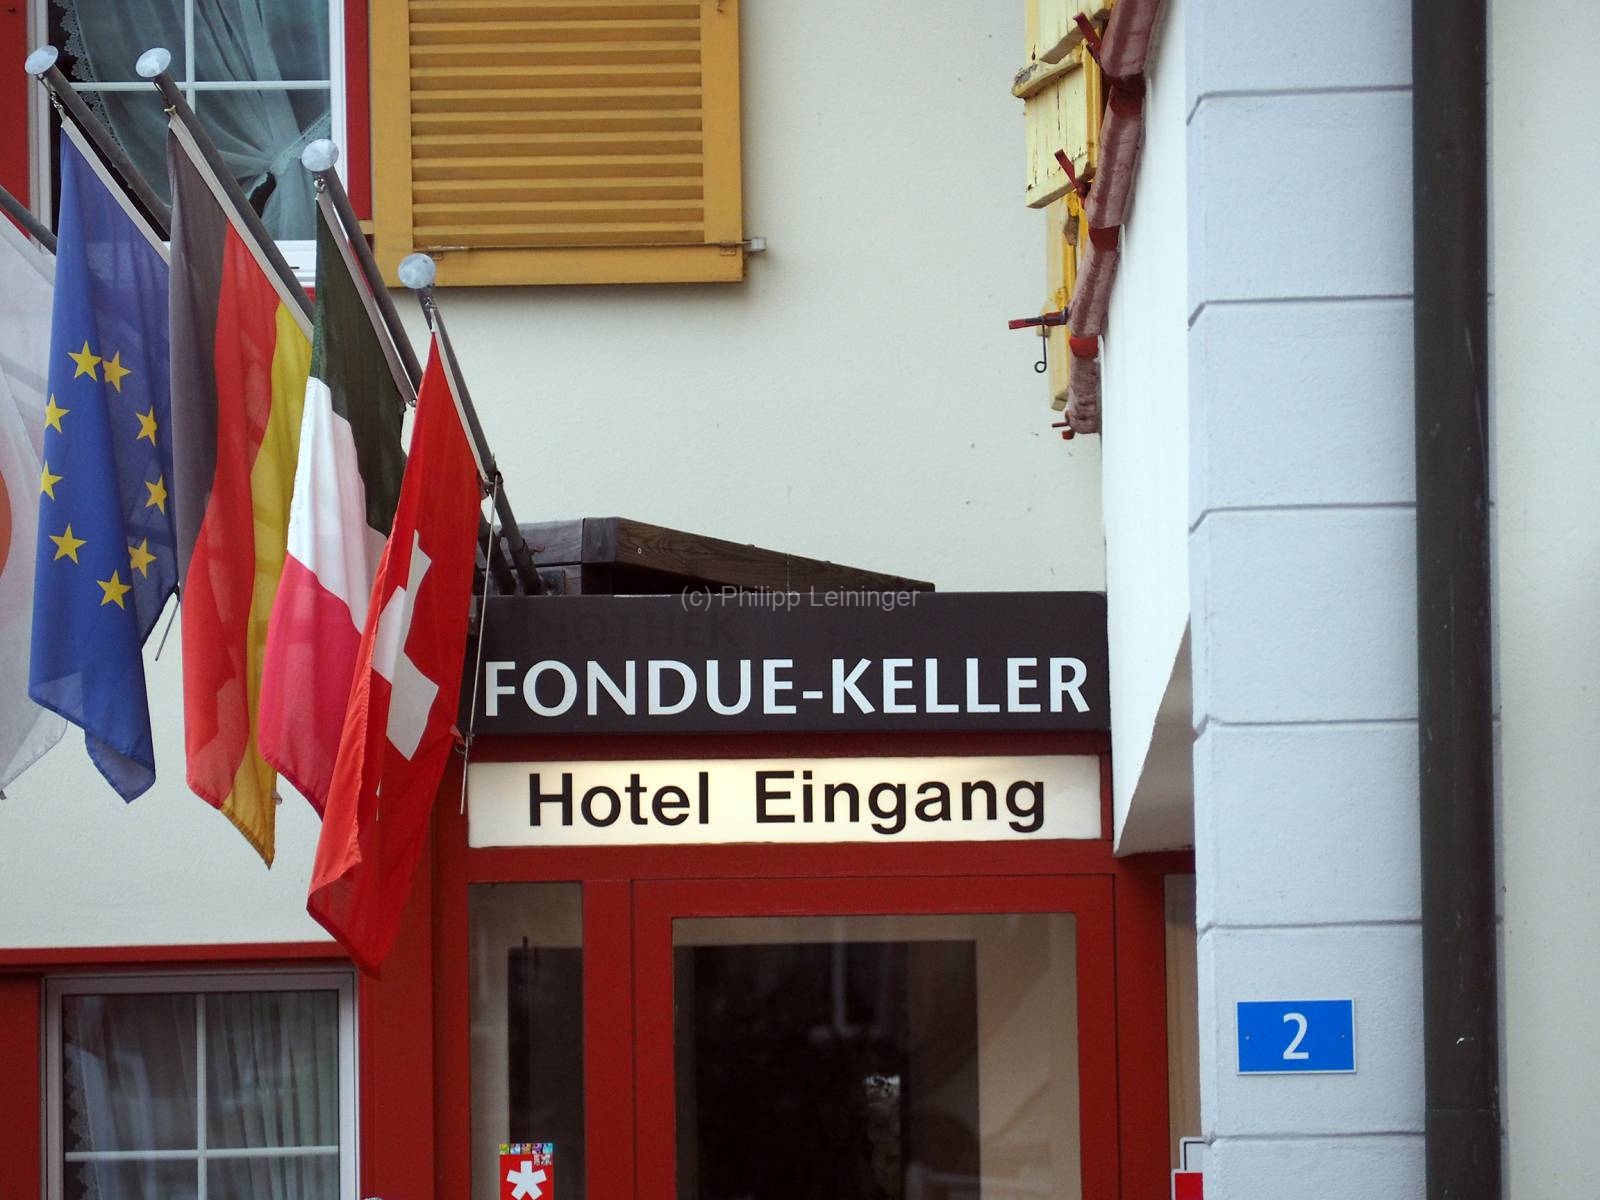 (c) Philipp Leininger
FONDUE-KELLER
Hotel Eingang
2